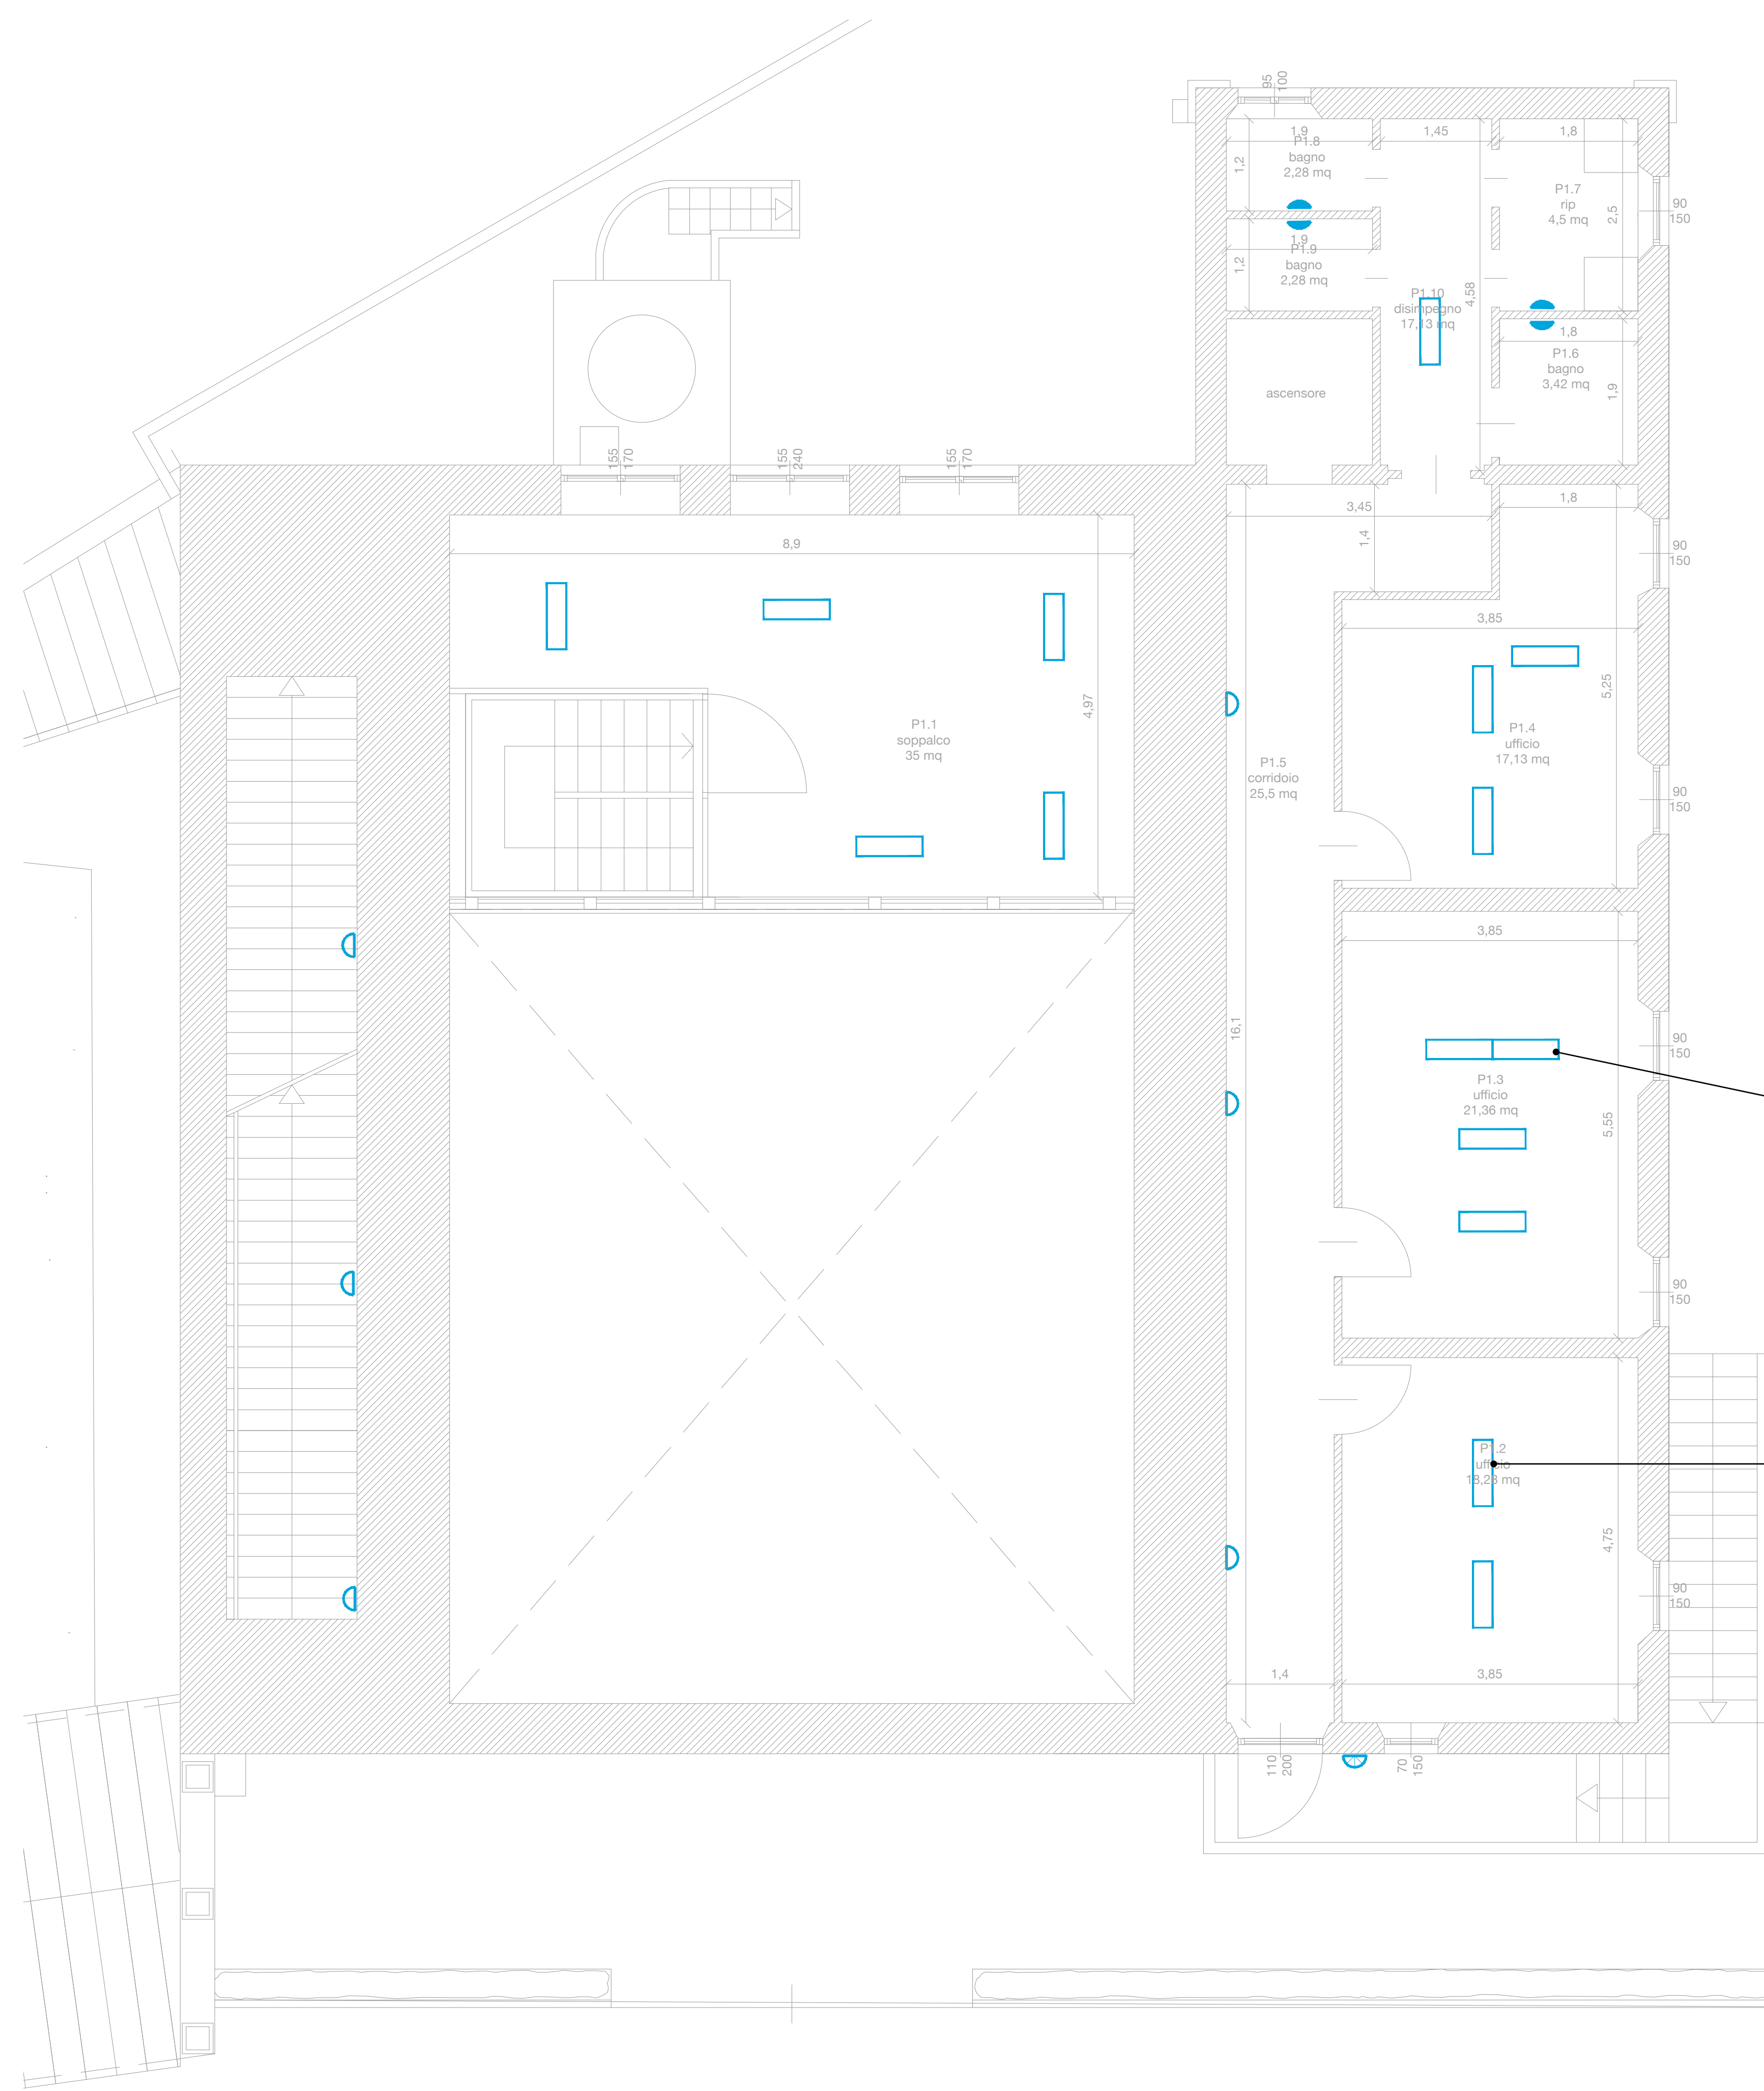 95
100
1,9
1,45
1,8
P1.8
bagno
2,28 mq
1,2
P1.7
rip
4,5 mq
2,5
90
150
1,9
P1.9
bagno
2,28 mq
1,2
4,58
P1.10
disimpegno
17,13 mq
1,8
P1.6
bagno
3,42 mq
1,9
ascensore
155
170
155
240
155
170
3,45
1,8
1,4
8,9
90
150
3,85
4,97
5,25
P1.1
soppalco
35 mq
P1.4
ufficio
17,13 mq
P1.5
corridoio
25,5 mq
90
150
3,85
16,1
90
150
P1.3
ufficio
21,36 mq
5,55
90
150
P1.2
ufficio
18,28 mq
4,75
90
150
1,4
3,85
110
200
70
150